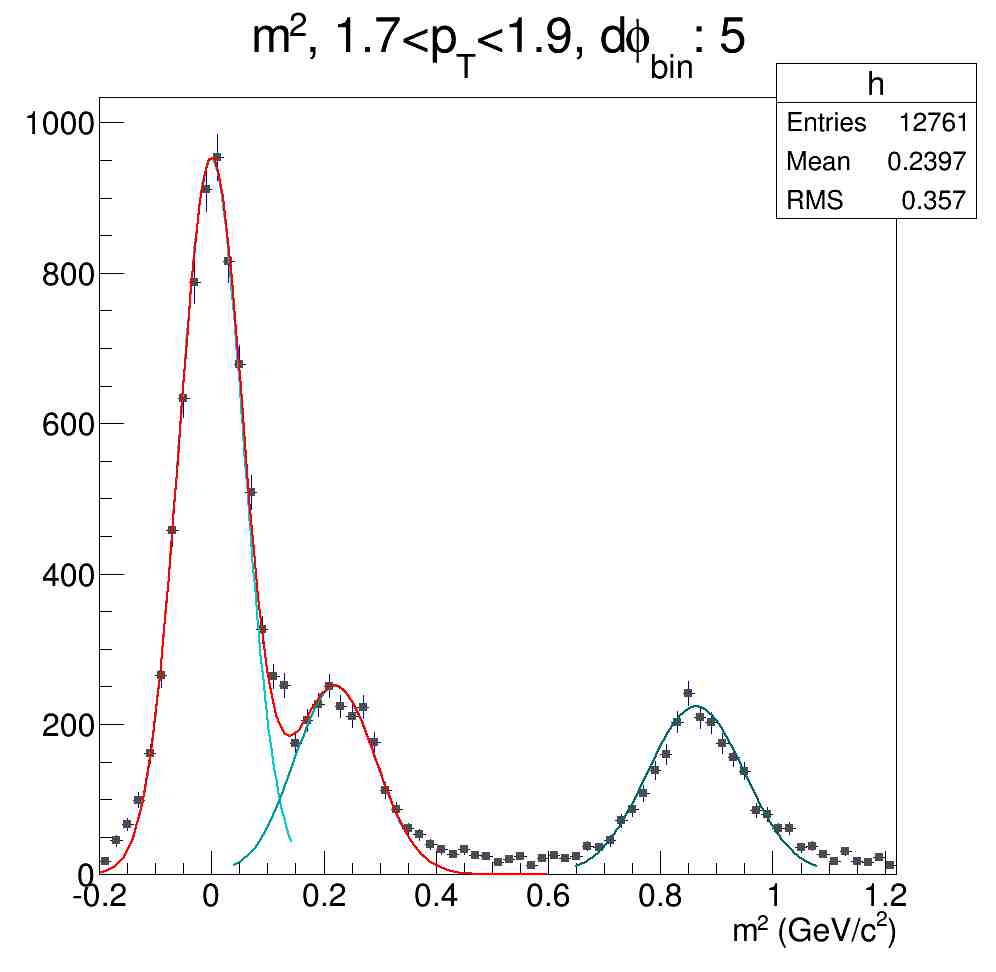 m², 1.7<p_T<1.9, dϕ_bin: 5
h
Entries 12761
Mean 0.2397
RMS 0.357
1000
800
600
400
200
0
-0.2 0 0.2 0.4 0.6 0.8 1 1.2
m² (GeV/c²)